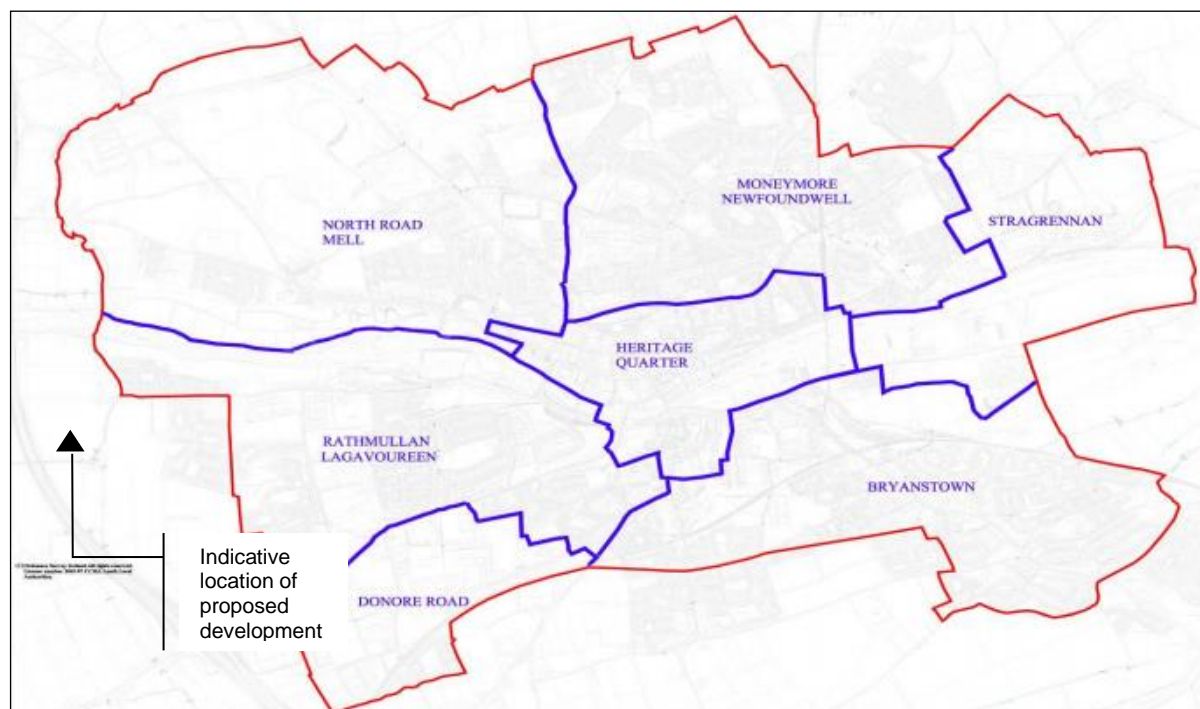 MONEYMORE
NEWFOUNDWELL
STRAGRENNAN
NORTH ROAD
MELL
HERITAGE
QUARTER
RATHMULLAN
LAGAVOUREEN
BRYANSTOWN
Indicative
location of
proposed
development
DONORE ROAD